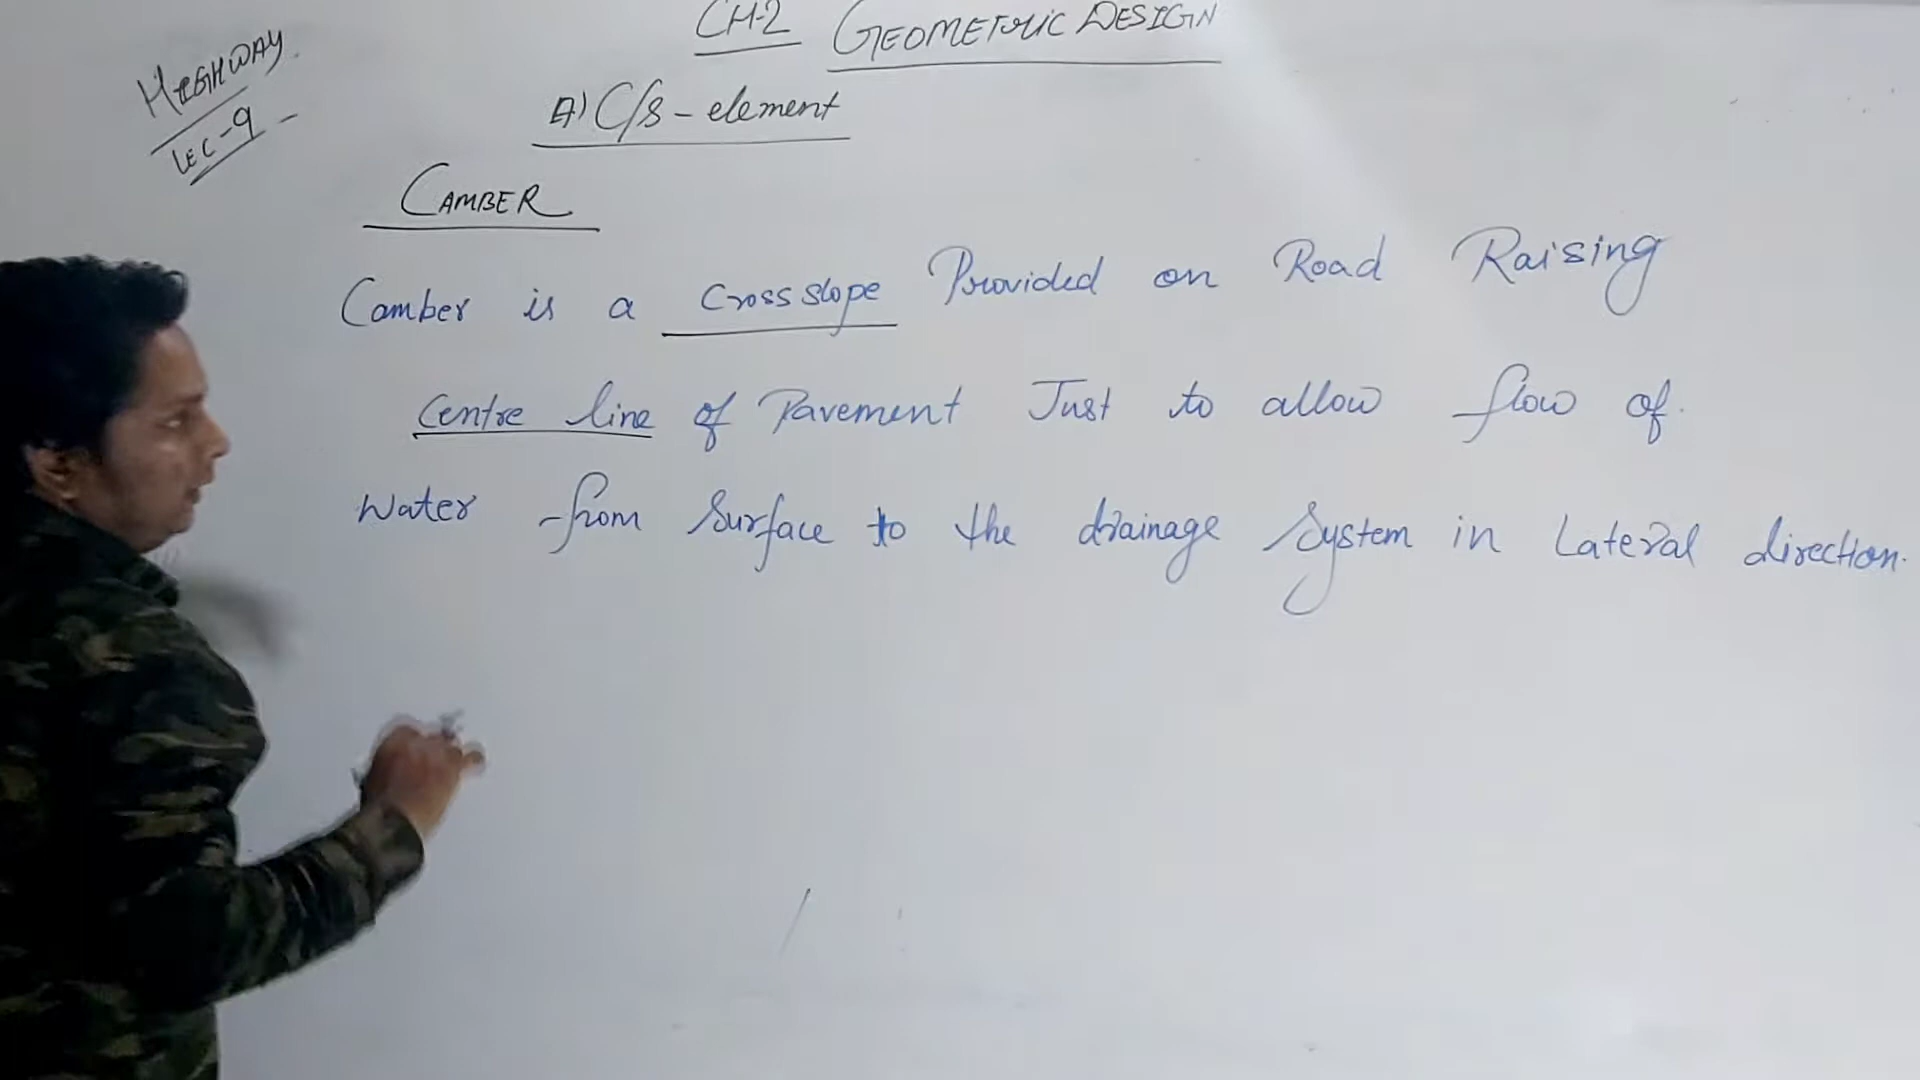 CH-2 GEOMETRIC DESIGN
HIGHWAY.
LEC-9
A) C/S - element
CAMBER
Camber is a cross slope Provided on Road Raising
Centre line of Pavement Just to allow flow of.
Water from Surface to the drainage System in Lateral direction.